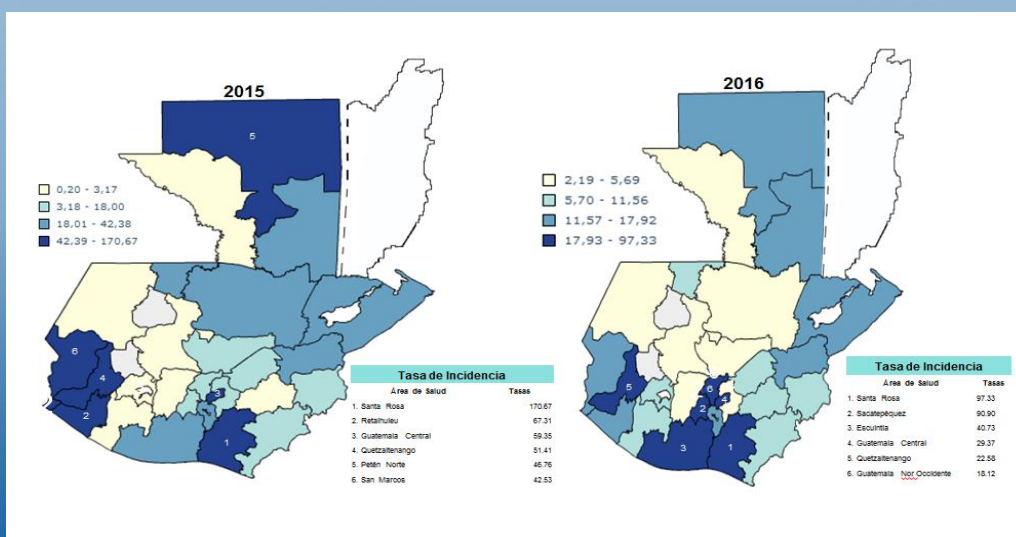 2015
5
0,20 - 3,17
3,18 - 18,00
18,01 - 42,38
42,39 - 170,67
6
4
2
3
1
Tasa de Incidencia
Área de Salud Tasas
1. Santa Rosa 170.67
2. Retalhuleu 67.31
3. Guatemala Central 59.35
4. Quetzaltenango 51.41
5. Petén Norte 46.76
6. San Marcos 42.53
2016
2,19 - 5,69
5,70 - 11,56
11,57 - 17,92
17,93 - 97,33
5
6
4
2
3
1
Tasa de Incidencia
Área de Salud Tasas
1. Santa Rosa 97.33
2. Sacatepéquez 90.90
3. Escuintla 40.73
4. Guatemala Central 29.37
5. Quetzaltenango 22.58
6. Guatemala Nor Occidente 18.12